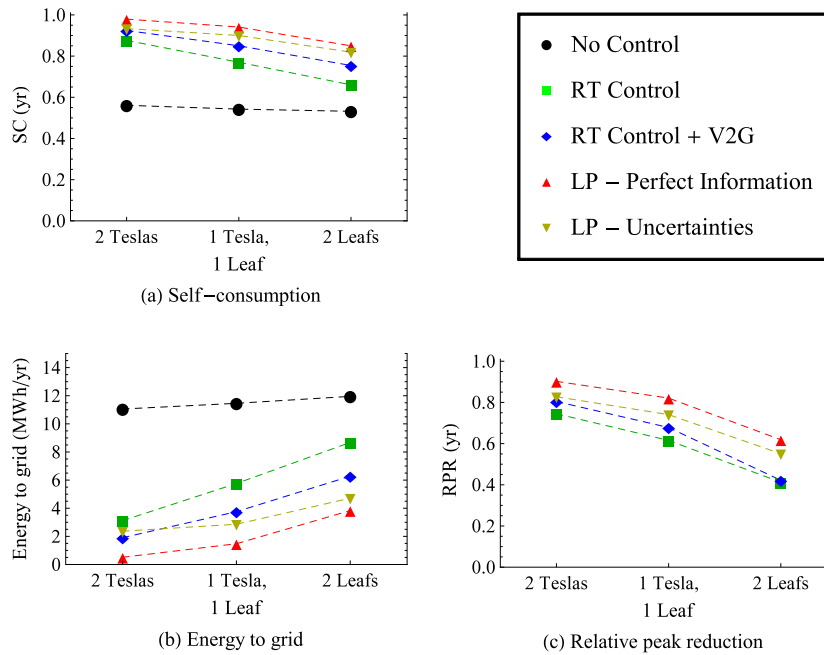 1.0
0.8
0.6
0.4
0.2
0.0
SC (yr)
2 Teslas
1 Tesla,
1 Leaf
2 Leafs
(a) Self−consumption
No Control
RT Control
RT Control + V2G
LP − Perfect Information
LP − Uncertainties
14
12
10
8
6
4
2
0
Energy to grid (MWh/yr)
2 Teslas
1 Tesla,
1 Leaf
2 Leafs
(b) Energy to grid
1.0
0.8
0.6
0.4
0.2
0.0
RPR (yr)
2 Teslas
1 Tesla,
1 Leaf
2 Leafs
(c) Relative peak reduction